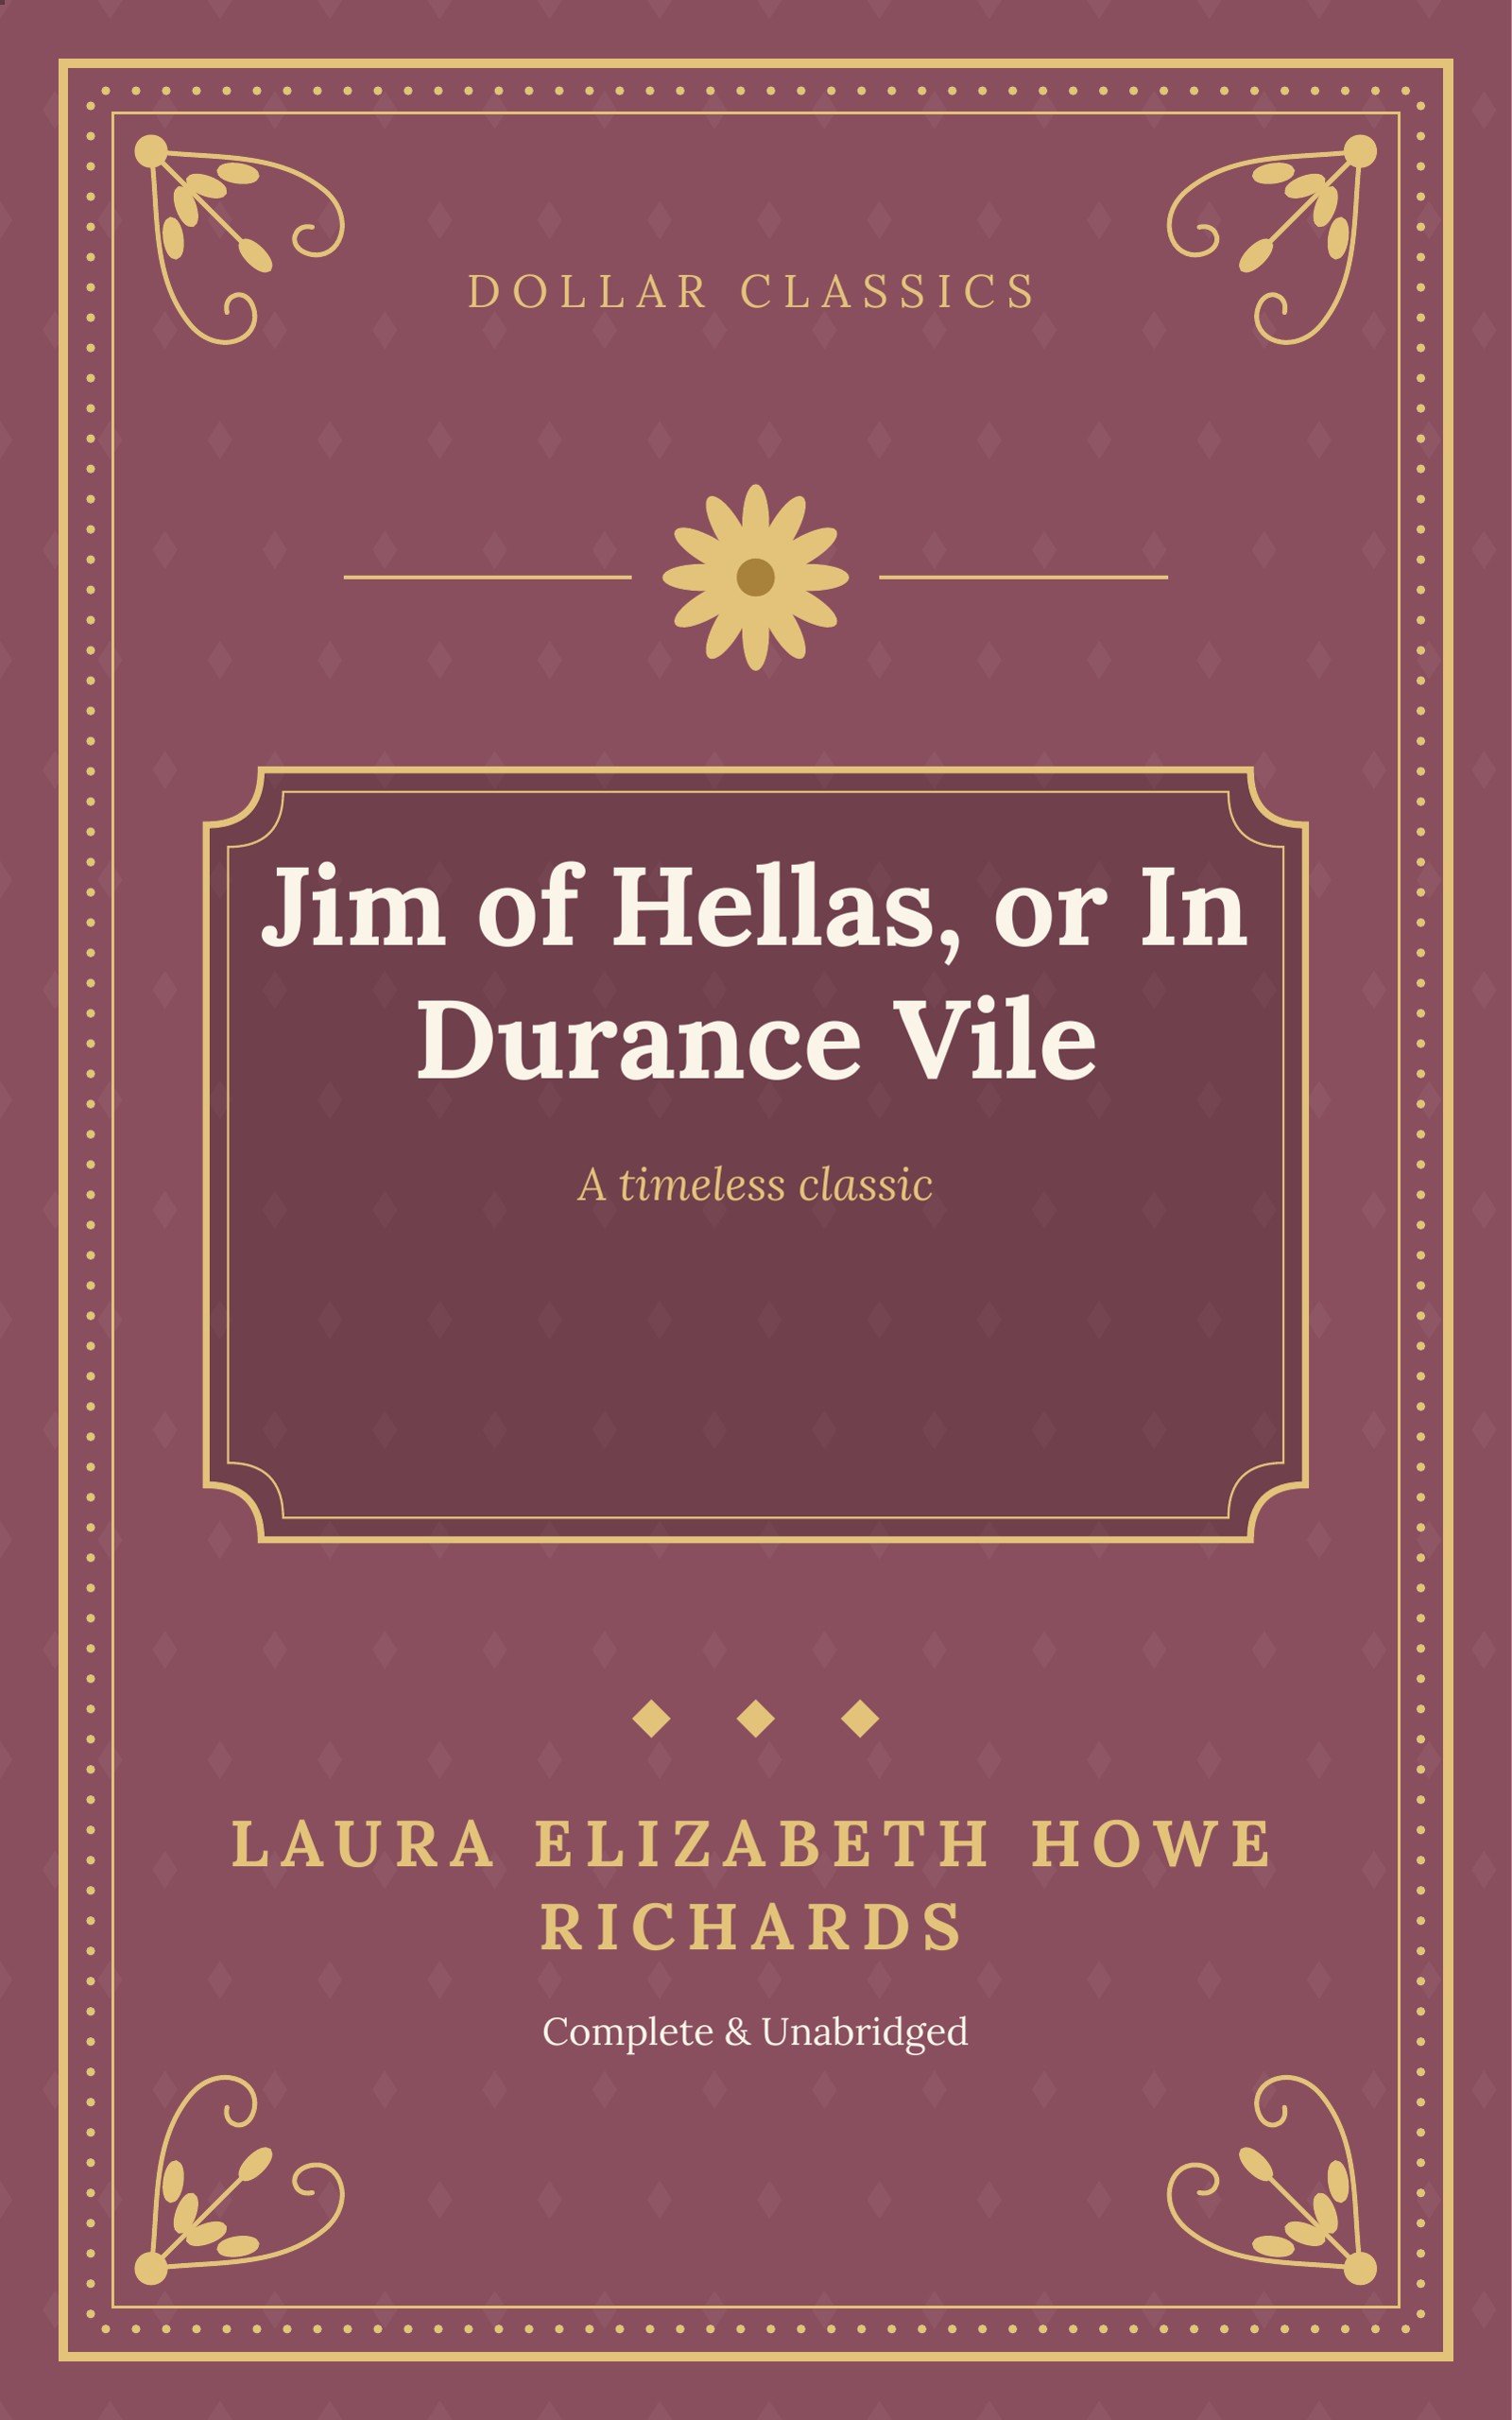 DOLLAR CLASSICS
Jim of Hellas, or In
Durance Vile
A timeless classic
LAURA ELIZABETH HOWE
RICHARDS
Complete & Unabridged